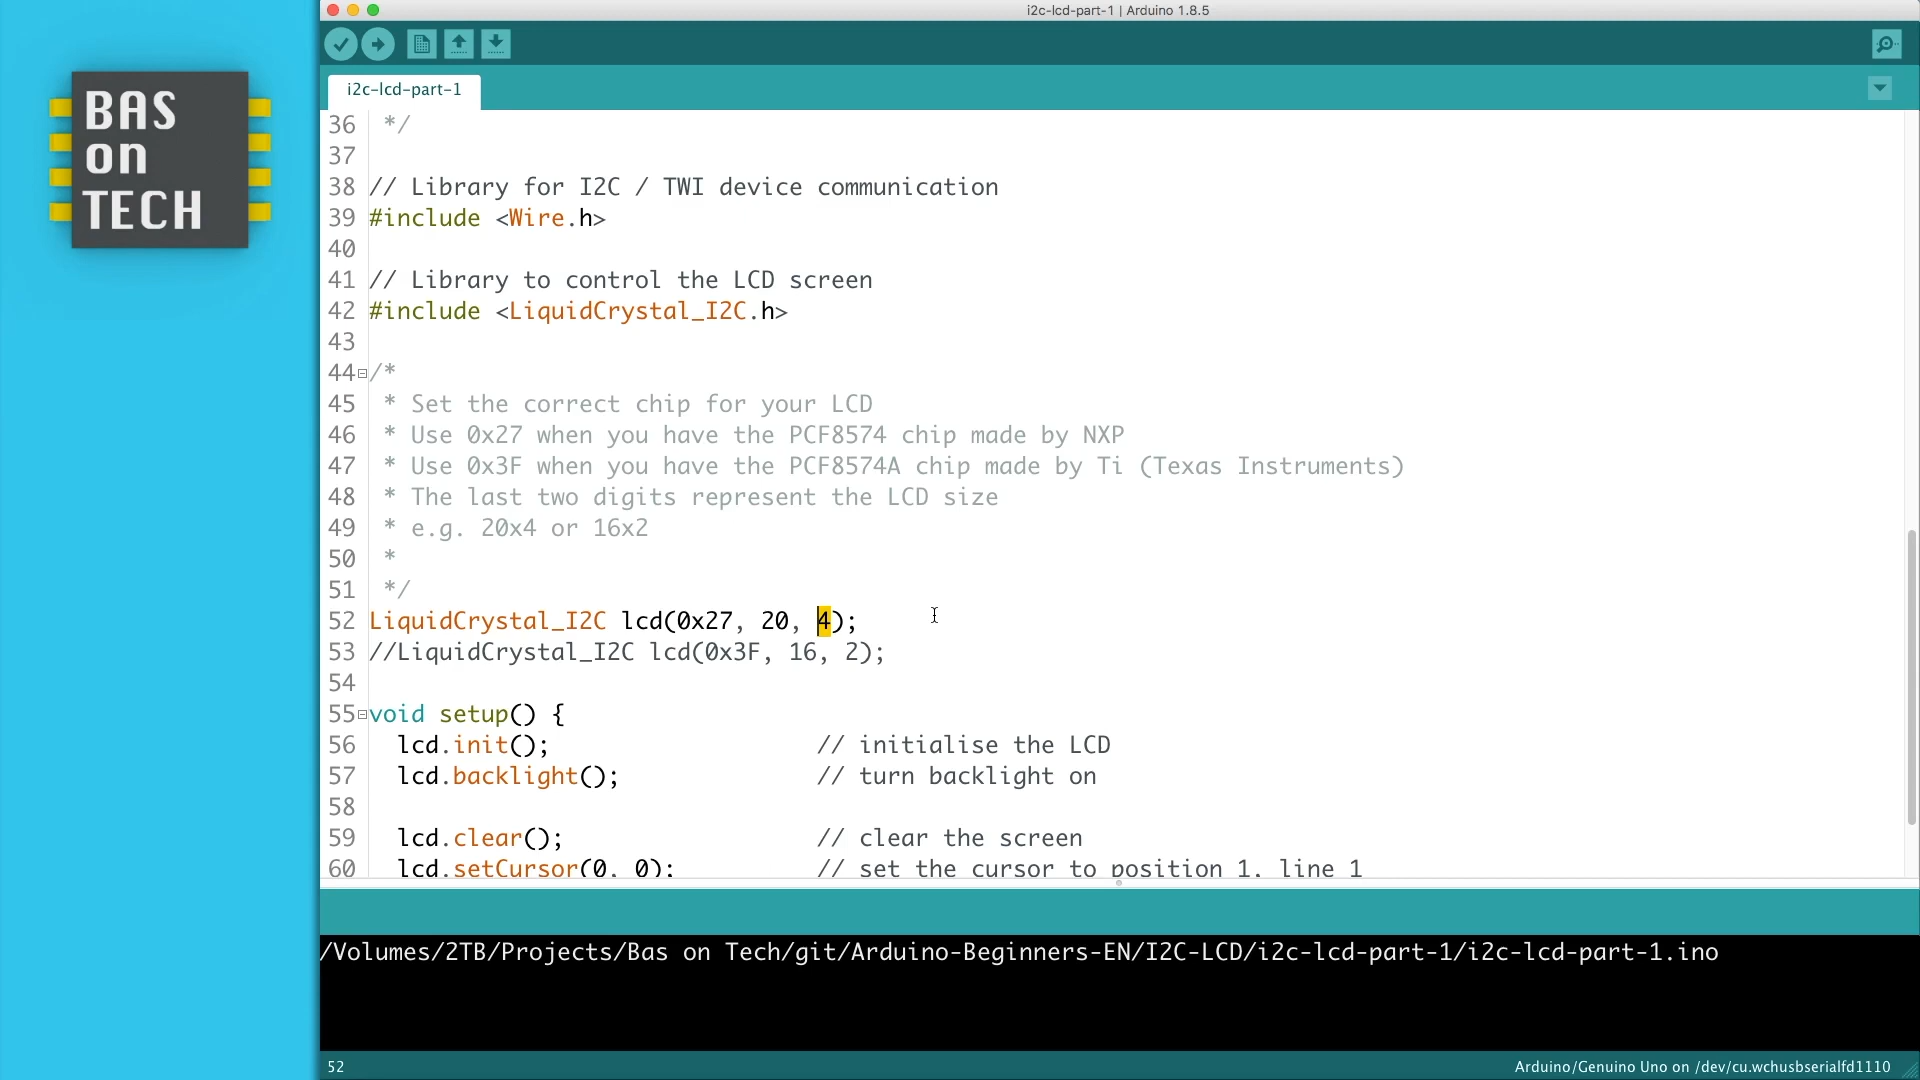 i2c-lcd-part-1 | Arduino 1.8.5
BAS
on
TECH
i2c-lcd-part-1
36 */
37
38 // Library for I2C / TWI device communication
39 #include <Wire.h>
40
41 // Library to control the LCD screen
42 #include <LiquidCrystal_I2C.h>
43
44 /*
45 * Set the correct chip for your LCD
46 * Use 0x27 when you have the PCF8574 chip made by NXP
47 * Use 0x3F when you have the PCF8574A chip made by Ti (Texas Instruments)
48 * The last two digits represent the LCD size
49 * e.g. 20x4 or 16x2
50 *
51 */
52 LiquidCrystal_I2C lcd(0x27, 20, 4);
53 //LiquidCrystal_I2C lcd(0x3F, 16, 2);
54
55 void setup() {
56 lcd.init(); // initialise the LCD
57 lcd.backlight(); // turn backlight on
58
59 lcd.clear(); // clear the screen
60 lcd.setCursor(0, 0); // set the cursor to position 1, line 1
/Volumes/2TB/Projects/Bas on Tech/git/Arduino-Beginners-EN/I2C-LCD/i2c-lcd-part-1/i2c-lcd-part-1.ino
52
Arduino/Genuino Uno on /dev/cu.wchusbserialfd1110